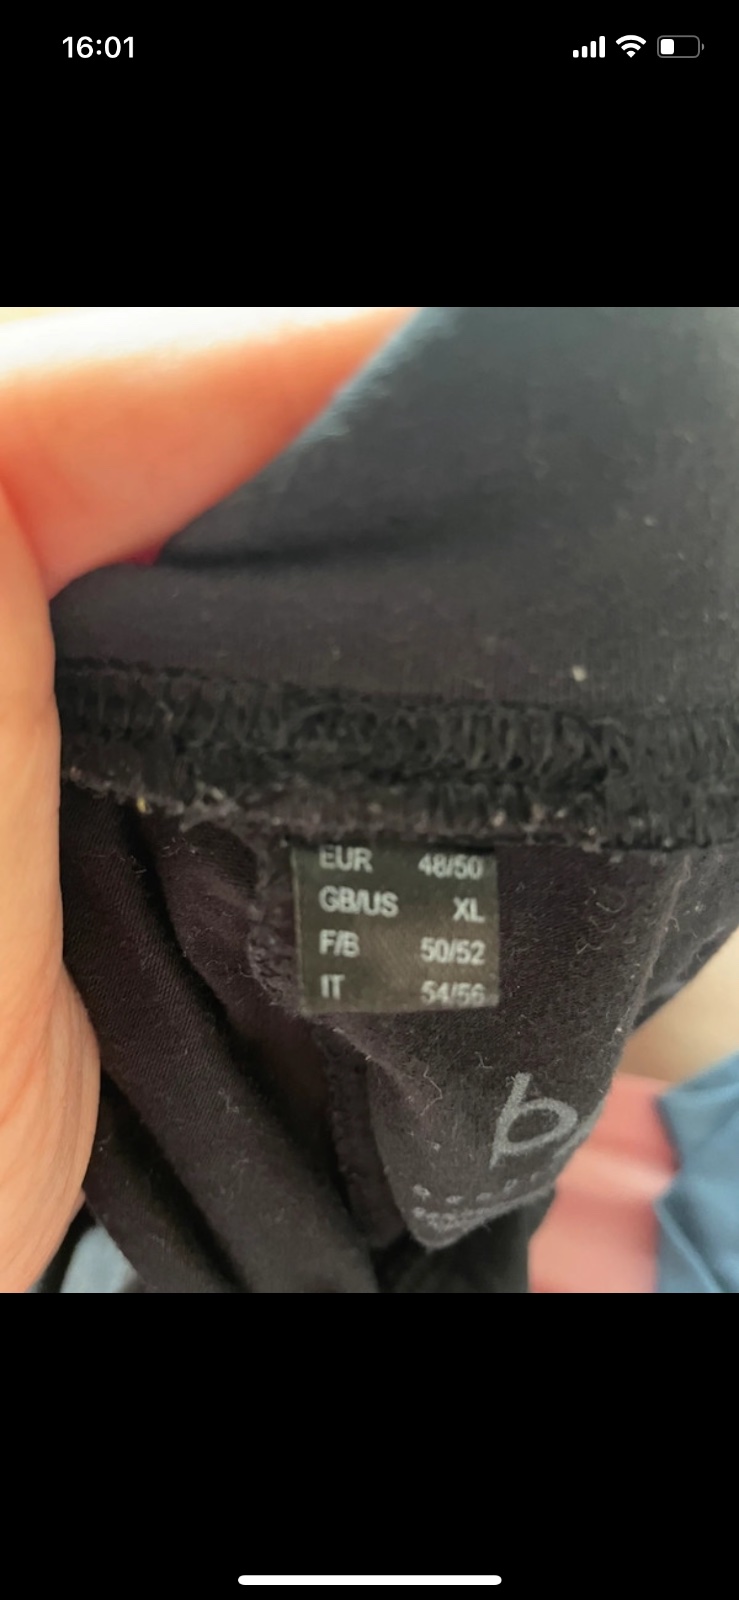 16:01
EUR 48/50
GB/US XL
F/B 50/52
IT 54/56
b